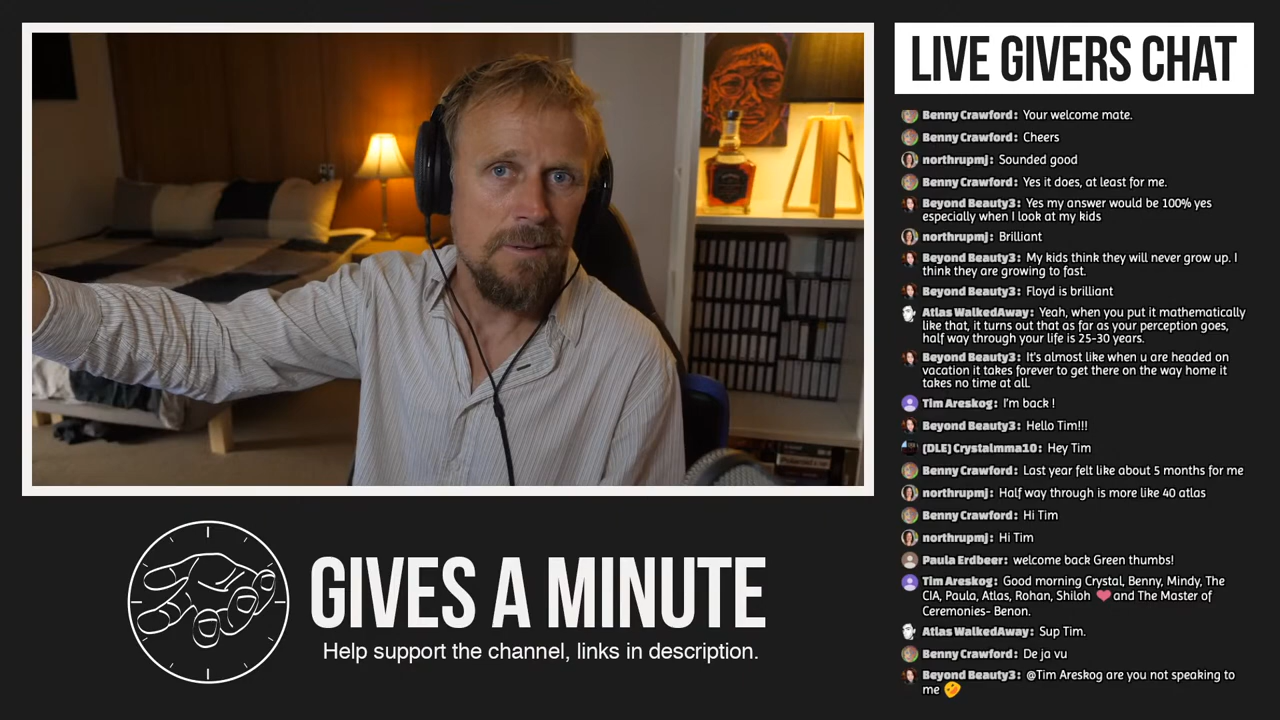 LIVE GIVERS CHAT
Benny Crawford: Your welcome mate.
Benny Crawford: Cheers
northrupmj: Sounded good
Benny Crawford: Yes it does, at least for me.
Beyond Beauty3: Yes my answer would be 100% yes
especially when I look at my kids
northrupmj: Brilliant
Beyond Beauty3: My kids think they will never grow up. I
think they are growing to fast.
Beyond Beauty3: Floyd is brilliant
Atlas WalkedAway: Yeah, when you put it mathematically
like that, it turns out that as far as your perception goes,
half way through your life is 25-30 years.
Beyond Beauty3: It's almost like when u are headed on
vacation it takes forever to get there on the way home it
takes no time at all.
Tim Areskog: I'm back !
Beyond Beauty3: Hello Tim!!!
(DLE) Crystalmma10: Hey Tim
Benny Crawford: Last year felt like about 5 months for me
northrupmj: Half way through is more like 40 atlas
Benny Crawford: Hi Tim
northrupmj: Hi Tim
Paula Erdbeer: welcome back Green thumbs!
Tim Areskog: Good morning Crystal, Benny, Mindy, The
CIA, Paula, Atlas, Rohan, Shiloh ❤ and The Master of
Ceremonies- Benon.
Atlas WalkedAway: Sup Tim.
Benny Crawford: De ja vu
Beyond Beauty3: @Tim Areskog are you not speaking to
me
GIVES A MINUTE
Help support the channel, links in description.